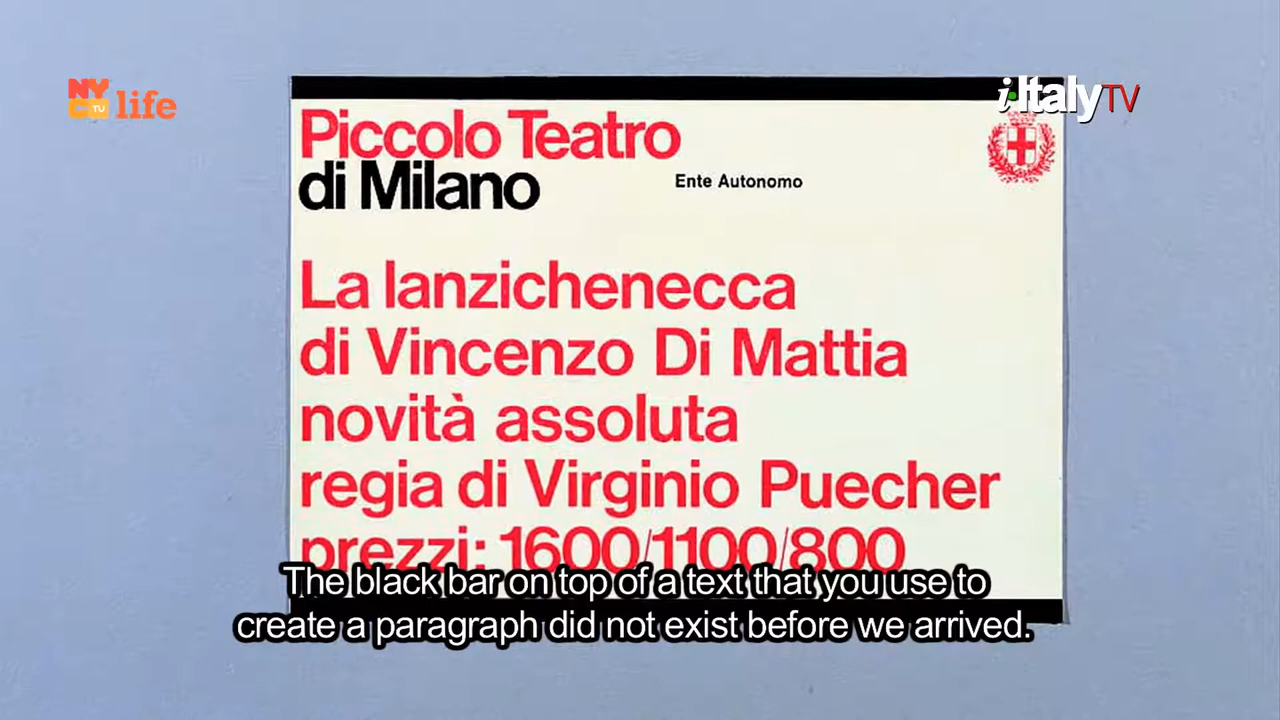 NY
TV
life
i·ItalyTV
Piccolo Teatro
di Milano
Ente Autonomo
La lanzichenecca
di Vincenzo Di Mattia
novità assoluta
regia di Virginio Puecher
prezzi: 1600/1100/800
The black bar on top of a text that you use to
create a paragraph did not exist before we arrived.